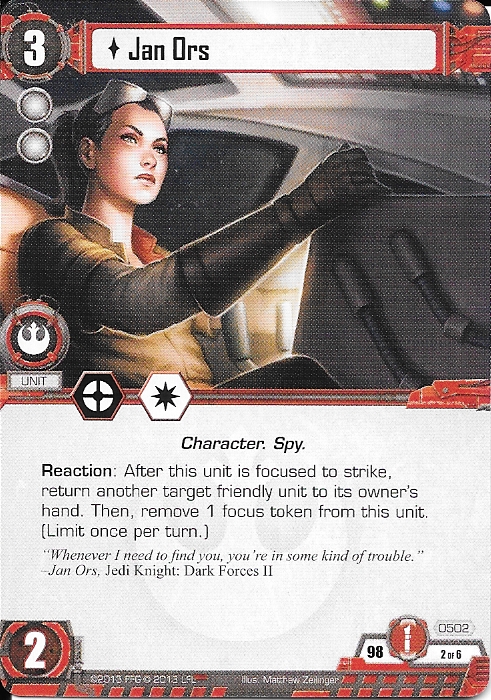 3
Jan Ors
UNIT
Character. Spy.
Reaction: After this unit is focused to strike,
return another target friendly unit to its owner's
hand. Then, remove 1 focus token from this unit.
(Limit once per turn.)
“Whenever I need to find you, you're in some kind of trouble.”
–Jan Ors, Jedi Knight: Dark Forces II
2
0502
98
2 OF 6
©2013 FFG © 2013 LFL
Illus. Matthew Zeilinger